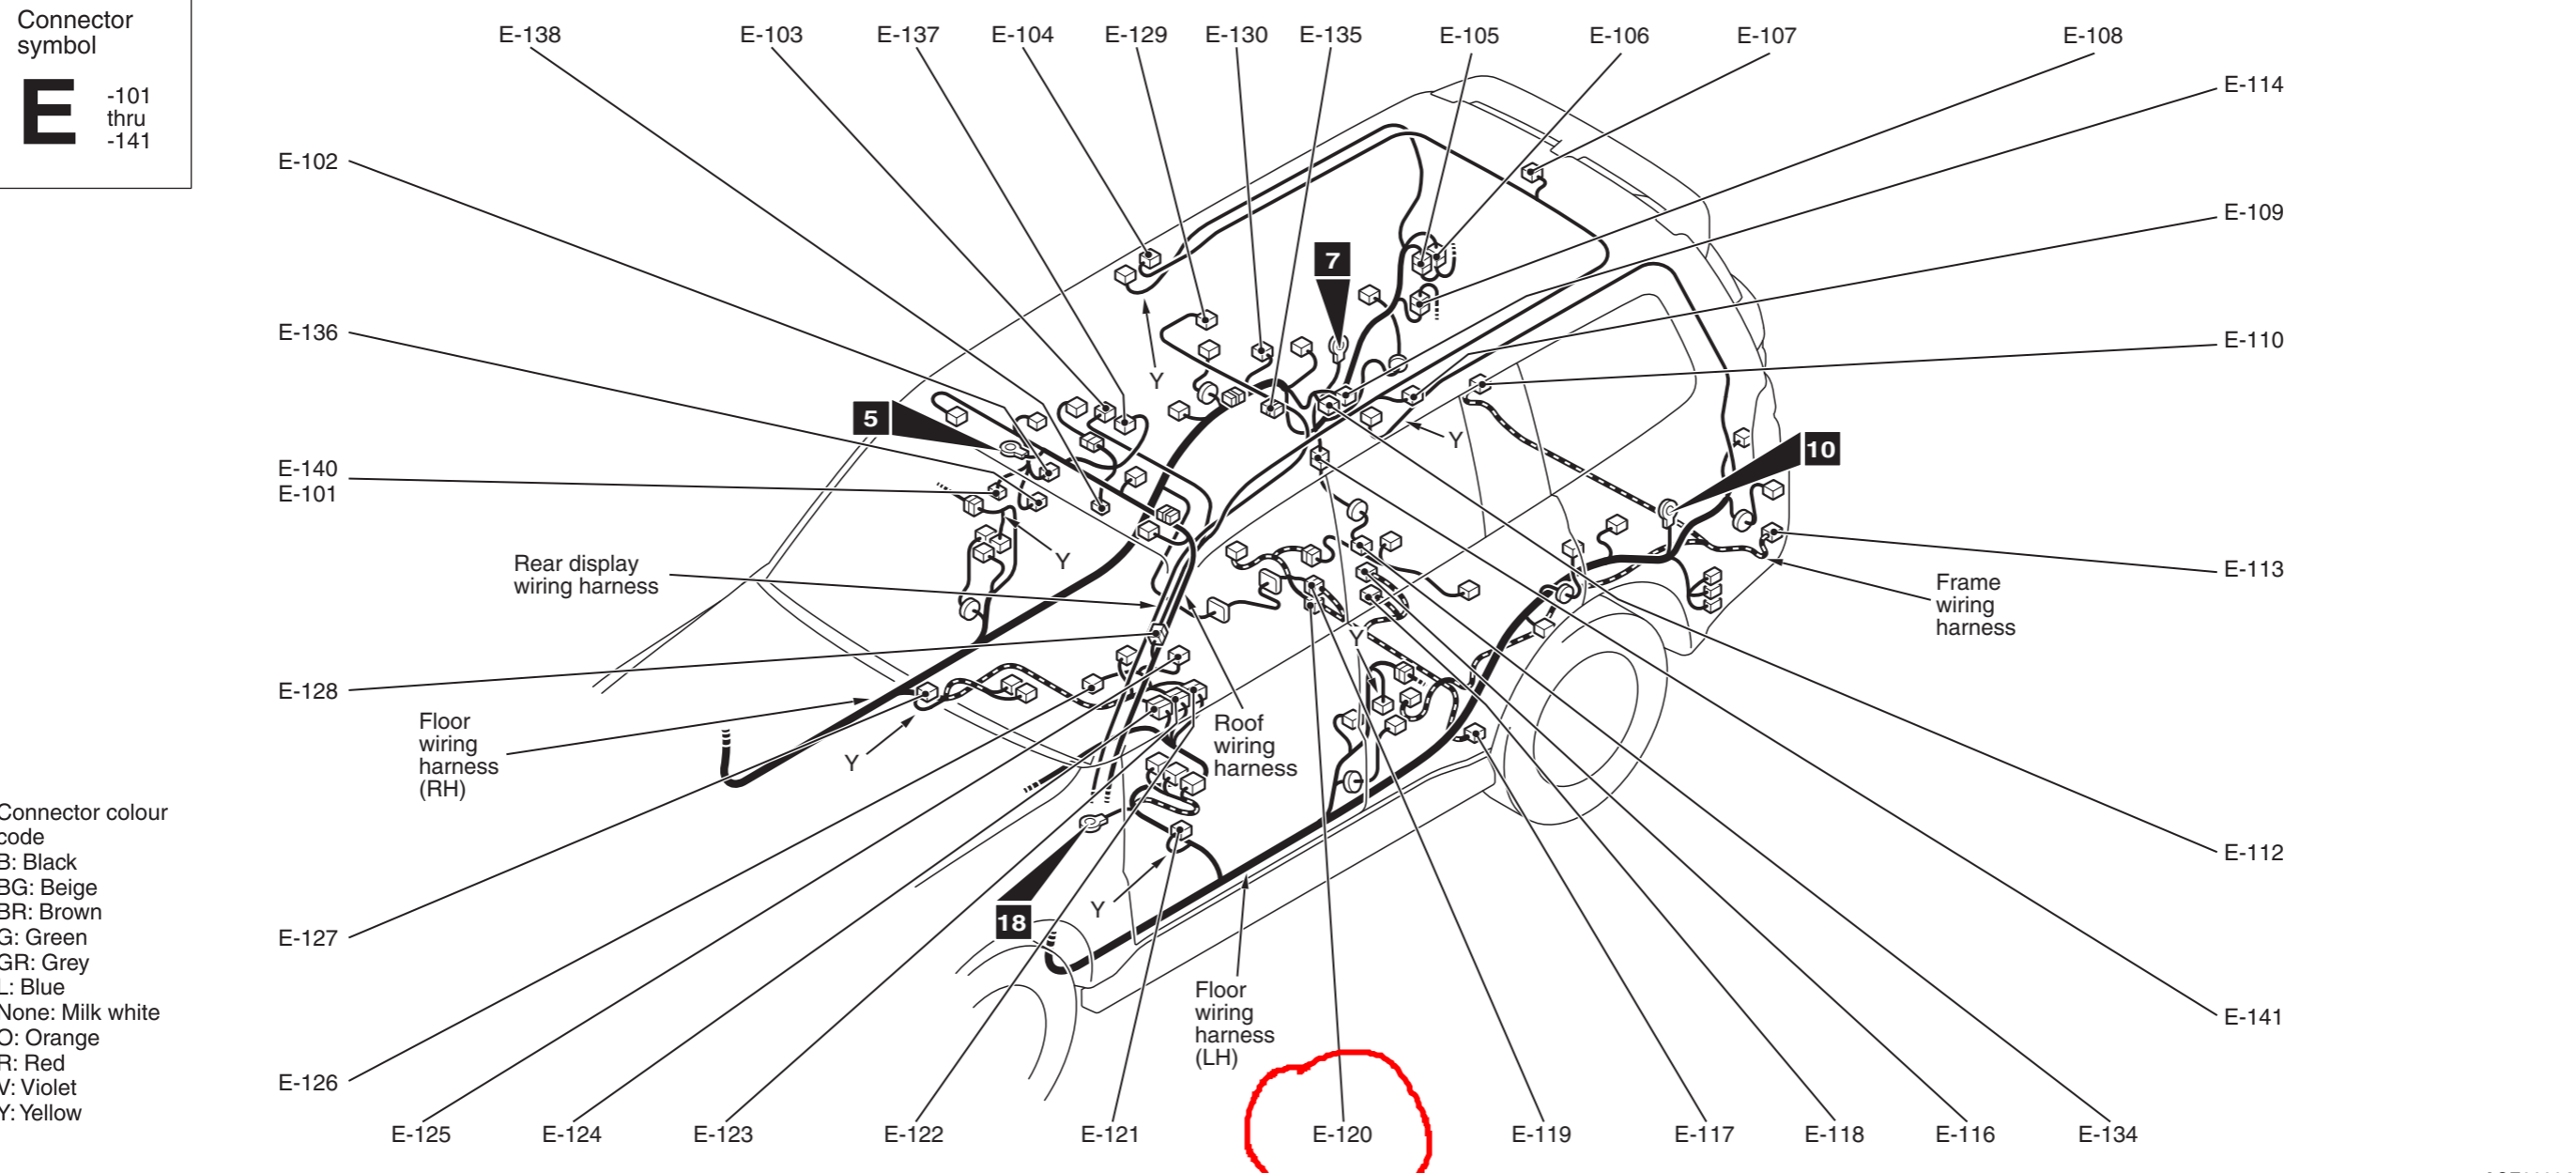 Connector
symbol
E
-101
thru
-141
E-138
E-103
E-137
E-104
E-129
E-130
E-135
E-105
E-106
E-107
E-108
E-114
E-102
E-109
7
E-136
E-110
Y
5
Y
10
E-140
E-101
Y
Rear display
wiring harness
E-113
Frame
wiring
harness
Y
E-128
Floor
wiring
harness
(RH)
Roof
wiring
harness
Y
Connector colour
code
B: Black
BG: Beige
BR: Brown
G: Green
GR: Grey
L: Blue
None: Milk white
O: Orange
R: Red
V: Violet
Y: Yellow
E-112
Y
18
E-127
Floor
wiring
harness
(LH)
E-141
E-126
E-125
E-124
E-123
E-122
E-121
E-120
E-119
E-117
E-118
E-116
E-134